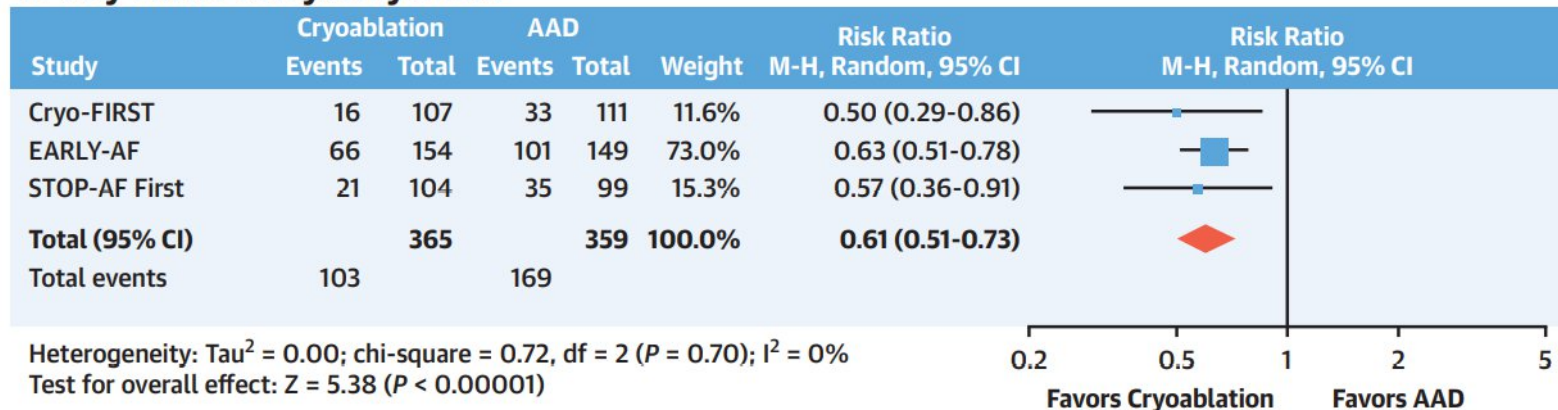 Cryoablation AAD Risk Ratio Risk Ratio
Study Events Total Events Total Weight M-H, Random, 95% CI M-H, Random, 95% CI
Cryo-FIRST 16 107 33 111 11.6% 0.50 (0.29-0.86)
EARLY-AF 66 154 101 149 73.0% 0.63 (0.51-0.78)
STOP-AF First 21 104 35 99 15.3% 0.57 (0.36-0.91)
Total (95% CI) 365 359 100.0% 0.61 (0.51-0.73)
Total events 103 169
Heterogeneity: Tau² = 0.00; chi-square = 0.72, df = 2 (P = 0.70); I² = 0%
Test for overall effect: Z = 5.38 (P < 0.00001)
0.2 0.5 1 2 5
Favors Cryoablation Favors AAD